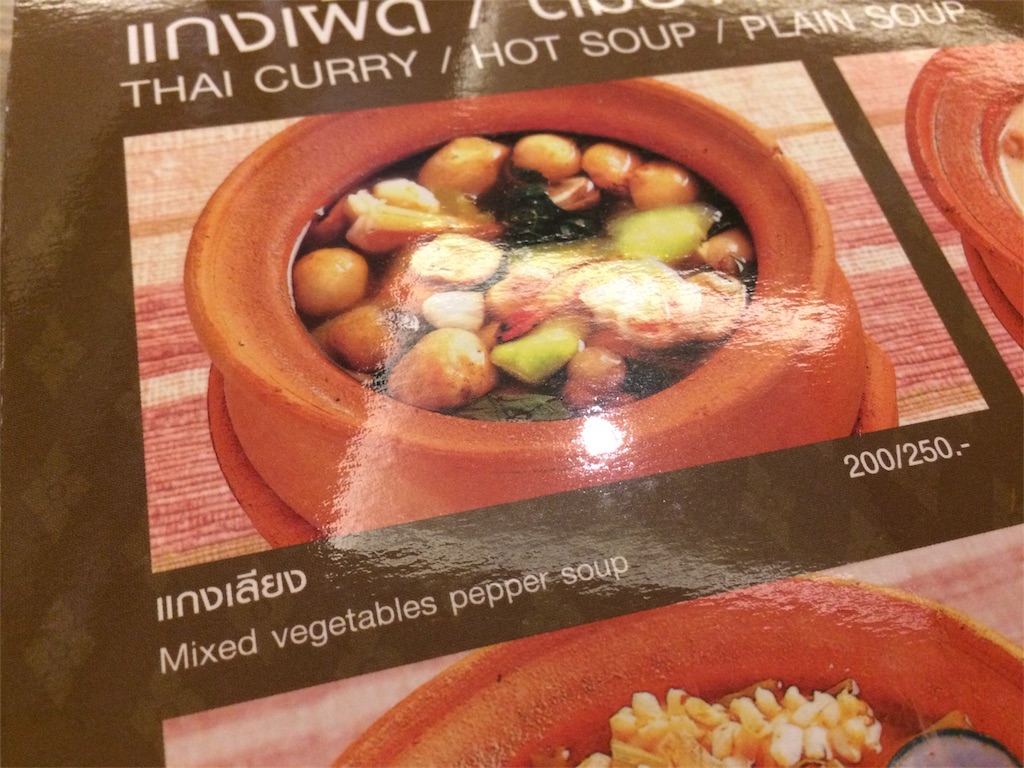 แกงเผ็ด /
THAI CURRY / HOT SOUP / PLAIN SOUP
200/250.-
แกงเลียง
Mixed vegetables pepper soup